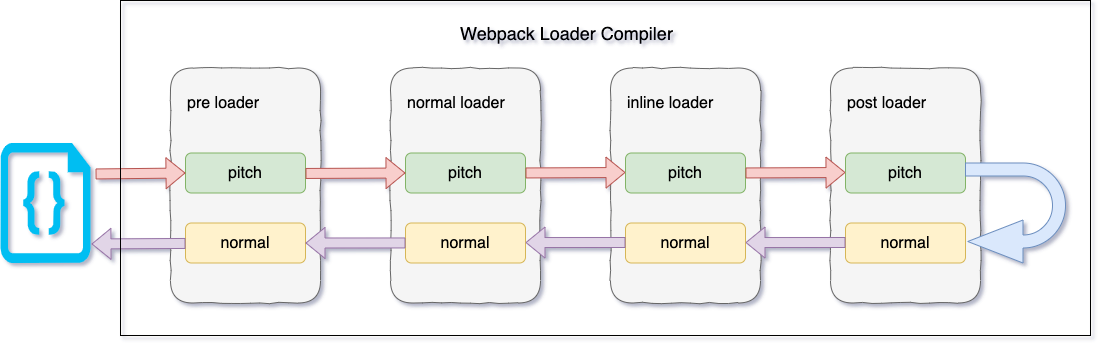 Webpack Loader Compiler
pre loader
normal loader
inline loader
post loader
pitch
pitch
pitch
pitch
normal
normal
normal
normal
{}